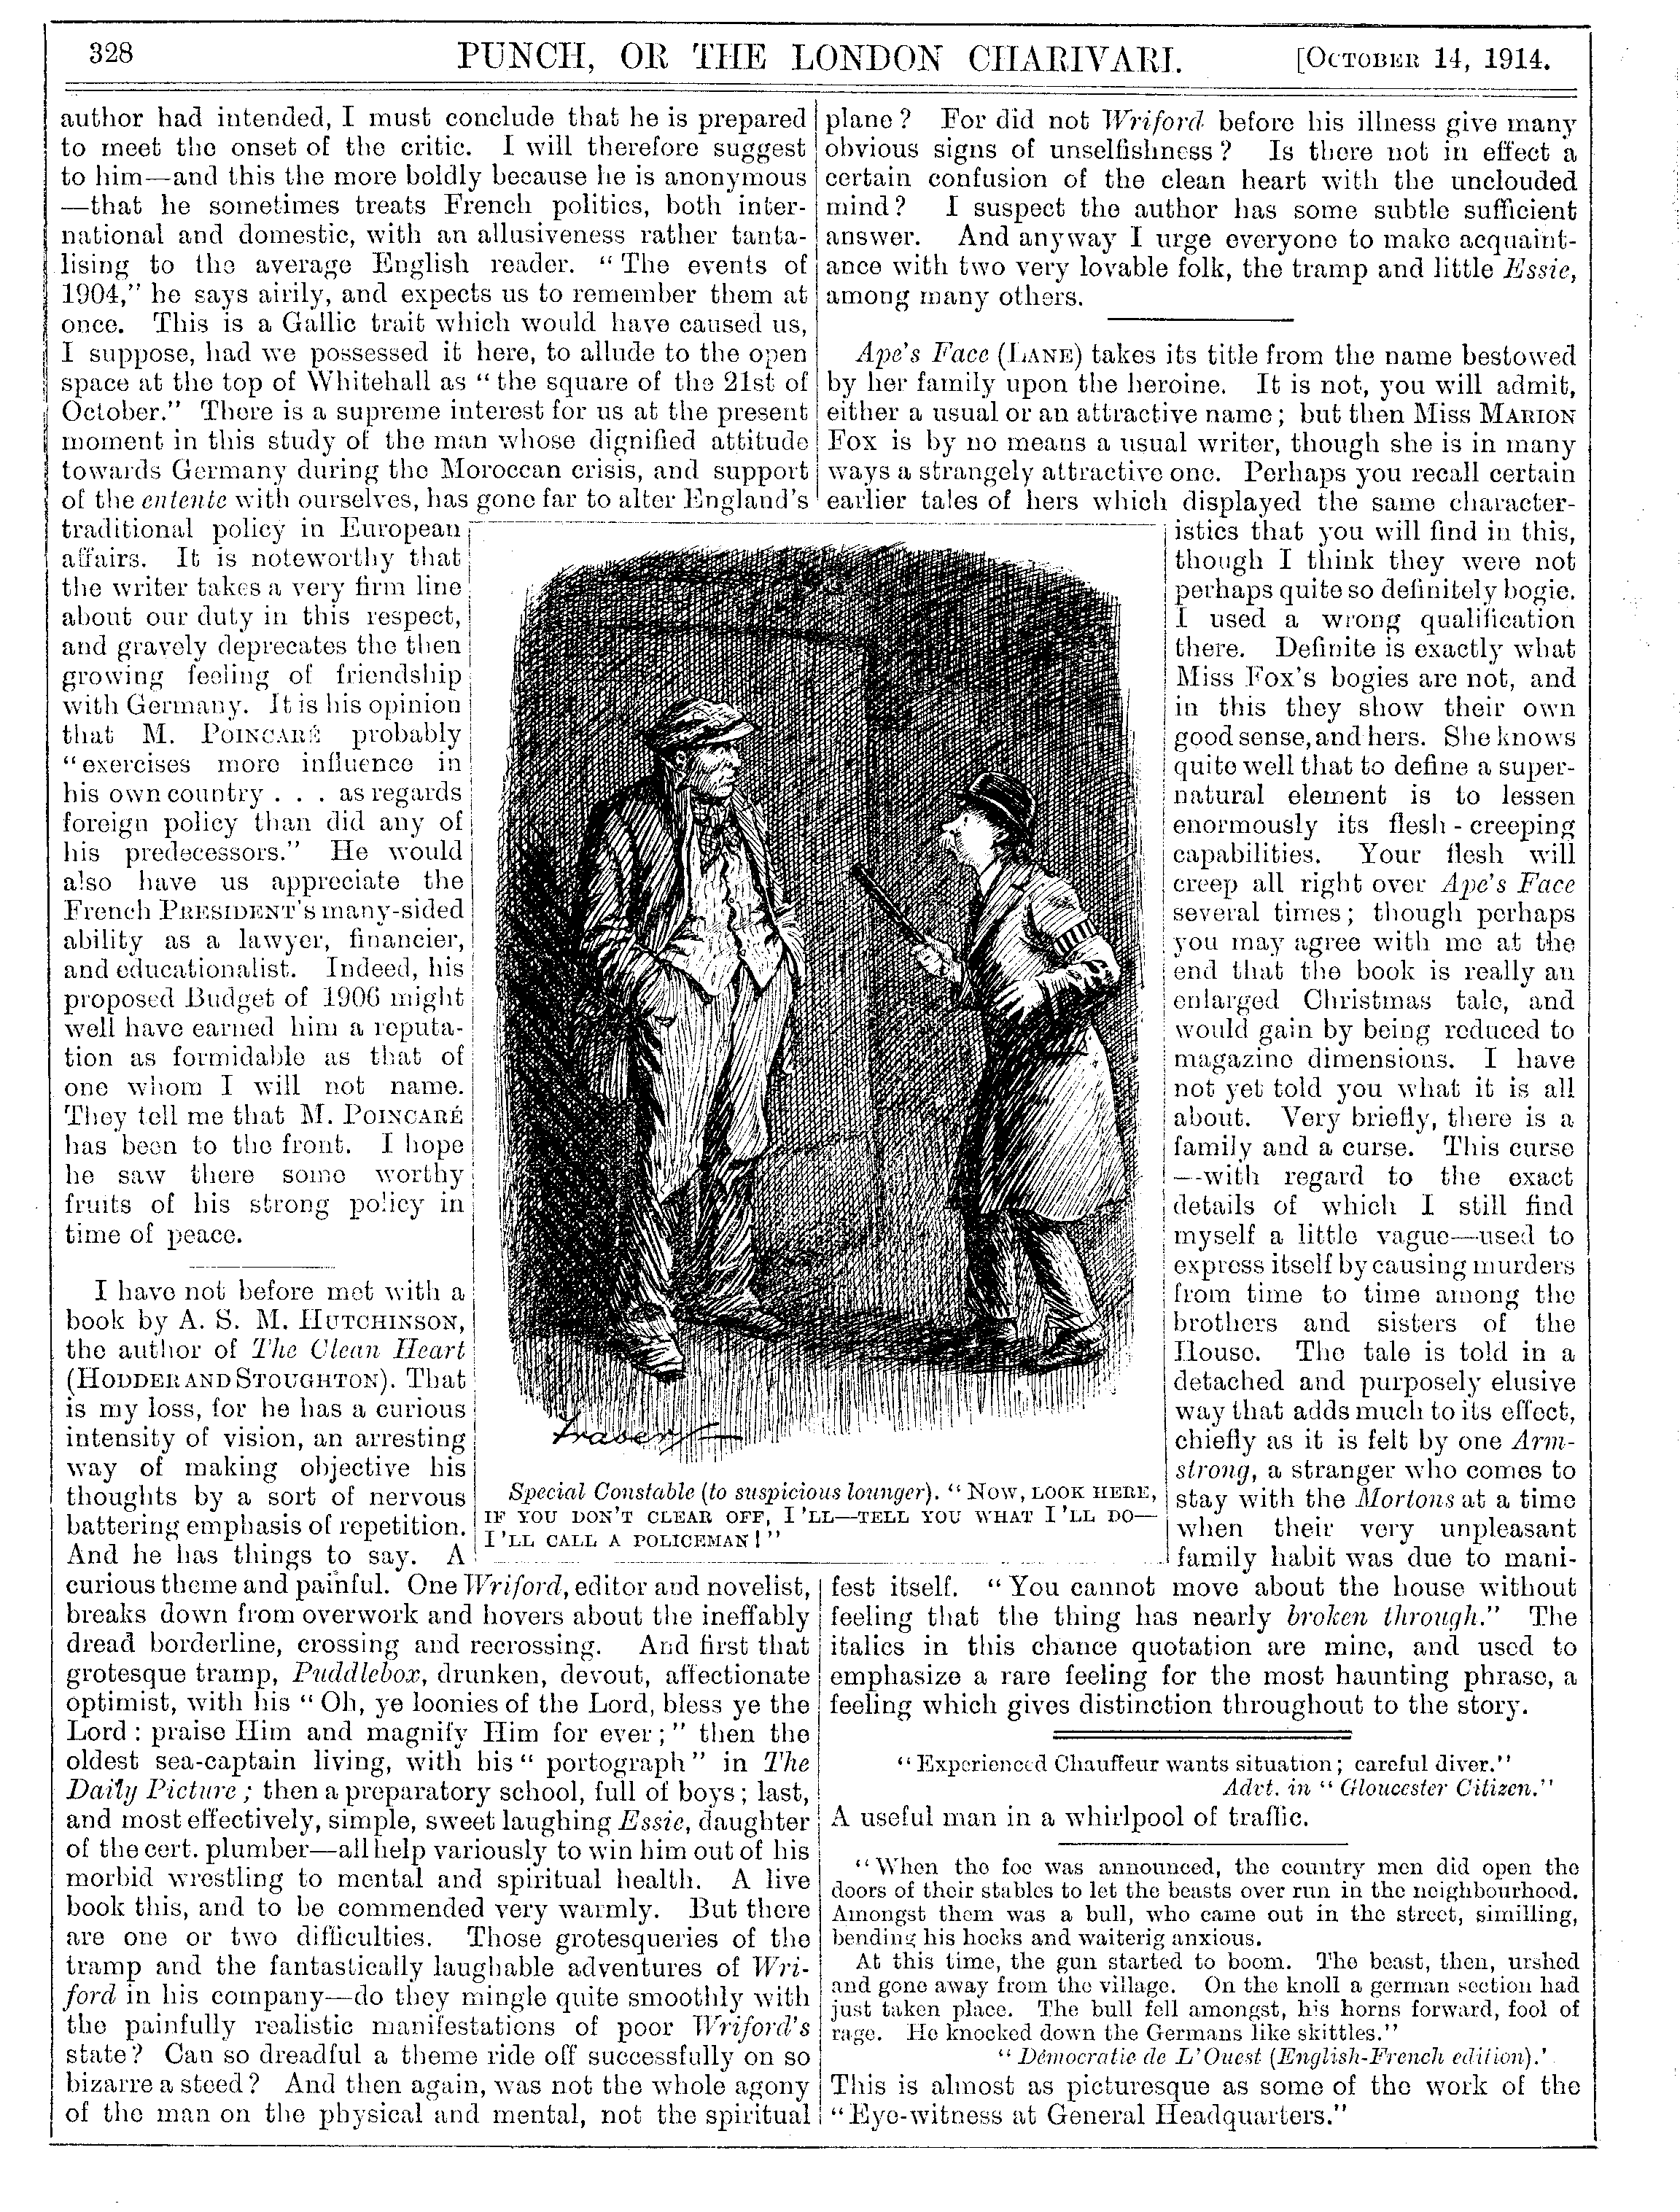 328
PUNCH, OR THE LONDON CHARIVARI.
[OCTOBER 14, 1914.
author had intended, I must conclude that he is prepared
to meet the onset of the critic. I will therefore suggest
to him—and this the more boldly because he is anonymous
—that he sometimes treats French politics, both inter-
national and domestic, with an allusiveness rather tanta-
lising to the average English reader. "The events of
1904," he says airily, and expects us to remember them at
once. This is a Gallic trait which would have caused us,
I suppose, had we possessed it here, to allude to the open
space at the top of Whitehall as "the square of the 21st of
October." There is a supreme interest for us at the present
moment in this study of the man whose dignified attitude
towards Germany during the Moroccan crisis, and support
of the entente with ourselves, has gone far to alter England's
traditional policy in European
affairs. It is noteworthy that
the writer takes a very firm line
about our duty in this respect,
and gravely deprecates the then
growing feeling of friendship
with Germany. It is his opinion
that M. POINCARÉ probably
"exercises more influence in
his own country . . . as regards
foreign policy than did any of
his predecessors." He would
also have us appreciate the
French PRESIDENT'S many-sided
ability as a lawyer, financier,
and educationalist. Indeed, his
proposed Budget of 1906 might
well have earned him a reputa-
tion as formidable as that of
one whom I will not name.
They tell me that M. POINCARÉ
has been to the front. I hope
he saw there some worthy
fruits of his strong policy in
time of peace.
I have not before met with a
book by A. S. M. HUTCHINSON,
the author of The Clean Heart
(HODDER AND STOUGHTON). That
is my loss, for he has a curious
intensity of vision, an arresting
way of making objective his
thoughts by a sort of nervous
battering emphasis of repetition.
And he has things to say. A
curious theme and painful. One Wriford, editor and novelist,
breaks down from overwork and hovers about the ineffably
dread borderline, crossing and recrossing. And first that
grotesque tramp, Puddlebox, drunken, devout, affectionate
optimist, with his "Oh, ye loonies of the Lord, bless ye the
Lord: praise Him and magnify Him for ever;" then the
oldest sea-captain living, with his "portograph" in The
Daily Picture; then a preparatory school, full of boys; last,
and most effectively, simple, sweet laughing Essie, daughter
of the cert. plumber—all help variously to win him out of his
morbid wrestling to mental and spiritual health. A live
book this, and to be commended very warmly. But there
are one or two difficulties. Those grotesqueries of the
tramp and the fantastically laughable adventures of Wri-
ford in his company—do they mingle quite smoothly with
the painfully realistic manifestations of poor Wriford's
state? Can so dreadful a theme ride off successfully on so
bizarre a steed? And then again, was not the whole agony
of the man on the physical and mental, not the spiritual
Traver
Special Constable (to suspicious lounger). "NOW, LOOK HERE,
IF YOU DON'T CLEAR OFF, I'LL—TELL YOU WHAT I'LL DO—
I'LL CALL A POLICEMAN!"
plane? For did not Wriford before his illness give many
obvious signs of unselfishness? Is there not in effect a
certain confusion of the clean heart with the unclouded
mind? I suspect the author has some subtle sufficient
answer. And anyway I urge everyone to make acquaint-
ance with two very lovable folk, the tramp and little Essie,
among many others.
Ape's Face (LANE) takes its title from the name bestowed
by her family upon the heroine. It is not, you will admit,
either a usual or an attractive name; but then Miss MARION
FOX is by no means a usual writer, though she is in many
ways a strangely attractive one. Perhaps you recall certain
earlier tales of hers which displayed the same character-
istics that you will find in this,
though I think they were not
perhaps quite so definitely bogie.
I used a wrong qualification
there. Definite is exactly what
Miss Fox's bogies are not, and
in this they show their own
good sense, and hers. She knows
quite well that to define a super-
natural element is to lessen
enormously its flesh-creeping
capabilities. Your flesh will
creep all right over Ape's Face
several times; though perhaps
you may agree with me at the
end that the book is really an
enlarged Christmas tale, and
would gain by being reduced to
magazine dimensions. I have
not yet told you what it is all
about. Very briefly, there is a
family and a curse. This curse
—with regard to the exact
details of which I still find
myself a little vague—used to
express itself by causing murders
from time to time among the
brothers and sisters of the
House. The tale is told in a
detached and purposely elusive
way that adds much to its effect,
chiefly as it is felt by one Arm-
strong, a stranger who comes to
stay with the Mortons at a time
when their very unpleasant
family habit was due to mani-
fest itself. "You cannot move about the house without
feeling that the thing has nearly broken through." The
italics in this chance quotation are mine, and used to
emphasize a rare feeling for the most haunting phrase, a
feeling which gives distinction throughout to the story.
"Experienced Chauffeur wants situation; careful diver."
Advt. in "Gloucester Citizen."
A useful man in a whirlpool of traffic.
"When the foe was announced, the country men did open the
doors of their stables to let the beasts over run in the neighbourhood.
Amongst them was a bull, who came out in the street, similling,
bending his hocks and waiterig anxious.
At this time, the gun started to boom. The beast, then, urshed
and gone away from the village. On the knoll a german section had
just taken place. The bull fell amongst, his horns forward, fool of
rage. He knocked down the Germans like skittles."
"Démocratie de L'Ouest (English-French edition).'
This is almost as picturesque as some of the work of the
"Eye-witness at General Headquarters."